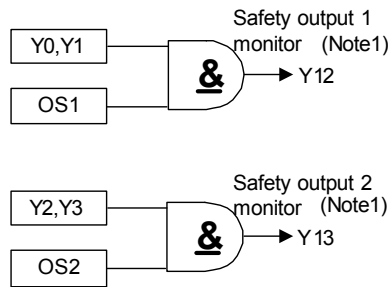 Safety output 1
monitor (Note1)
Y0,Y1
&
Y12
OS1
Safety output 2
monitor (Note1)
Y2,Y3
&
Y13
OS2